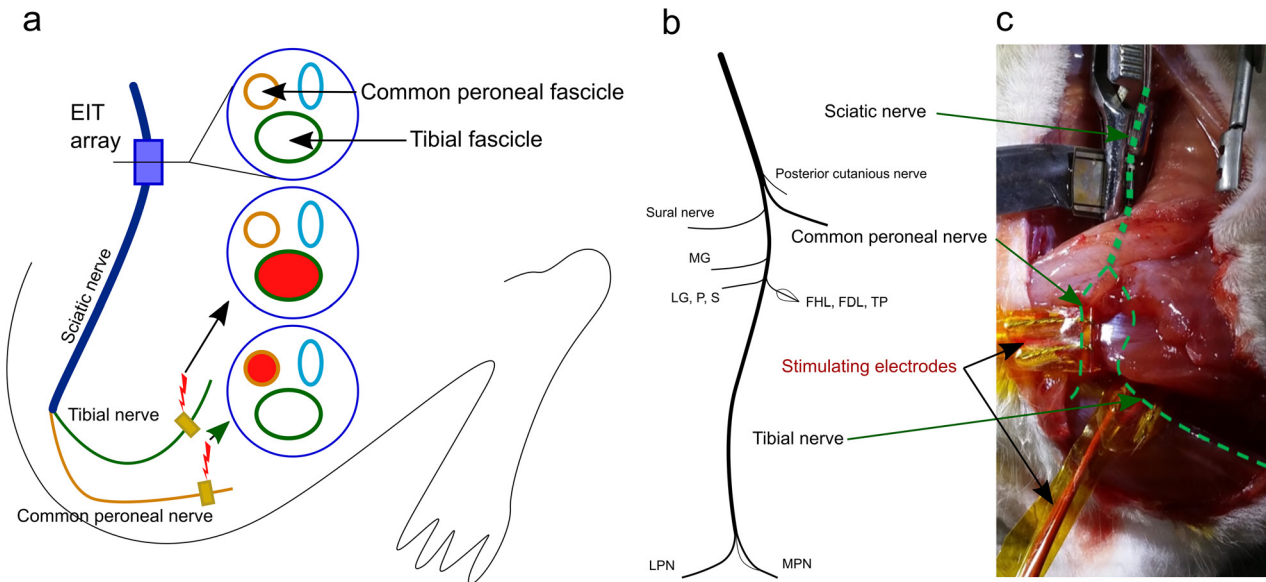 a
EIT
array
Common peroneal fascicle
Tibial fascicle
Sciatic nerve
Tibial nerve
Common peroneal nerve
b
Posterior cutanious nerve
Sural nerve
MG
LG, P, S
FHL, FDL, TP
LPN
MPN
c
Sciatic nerve
Common peroneal nerve
Stimulating electrodes
Tibial nerve